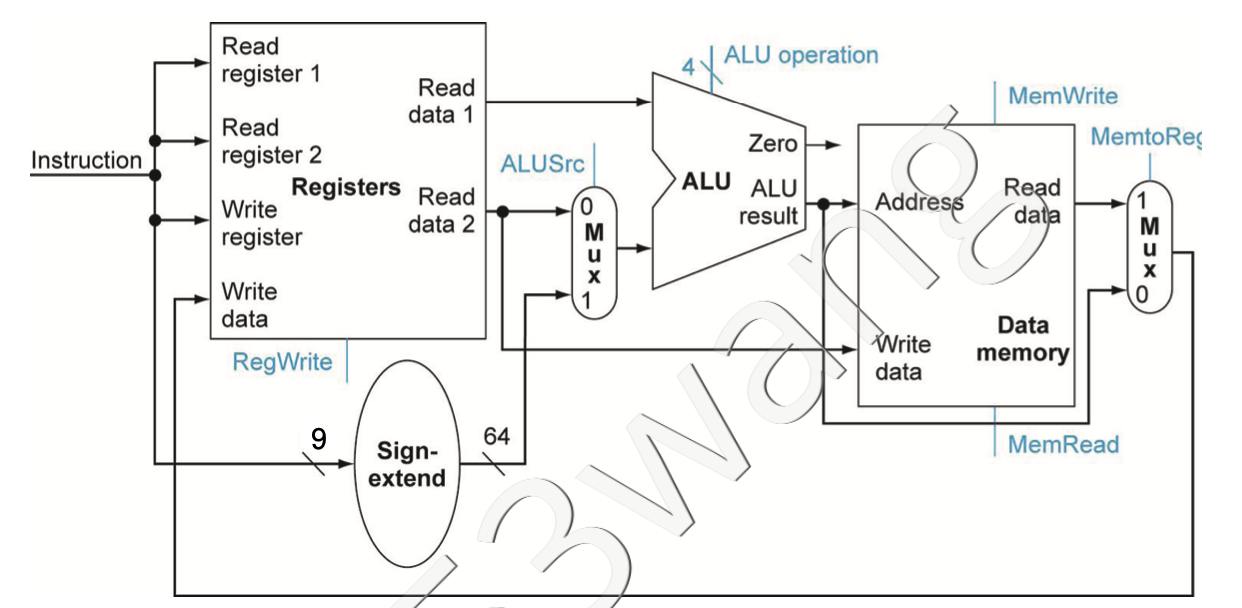 Read
register 1
Read
data 1
Read
register 2
Registers
Write
register
Read
data 2
Write
data
RegWrite
Instruction
ALUSrc
0
Mux
1
4
ALU operation
Zero
ALU
ALU
result
MemWrite
MemtoReg
Address
Read
data
Write
data
Data
memory
MemRead
1
Mux
0
9
Sign-
extend
64